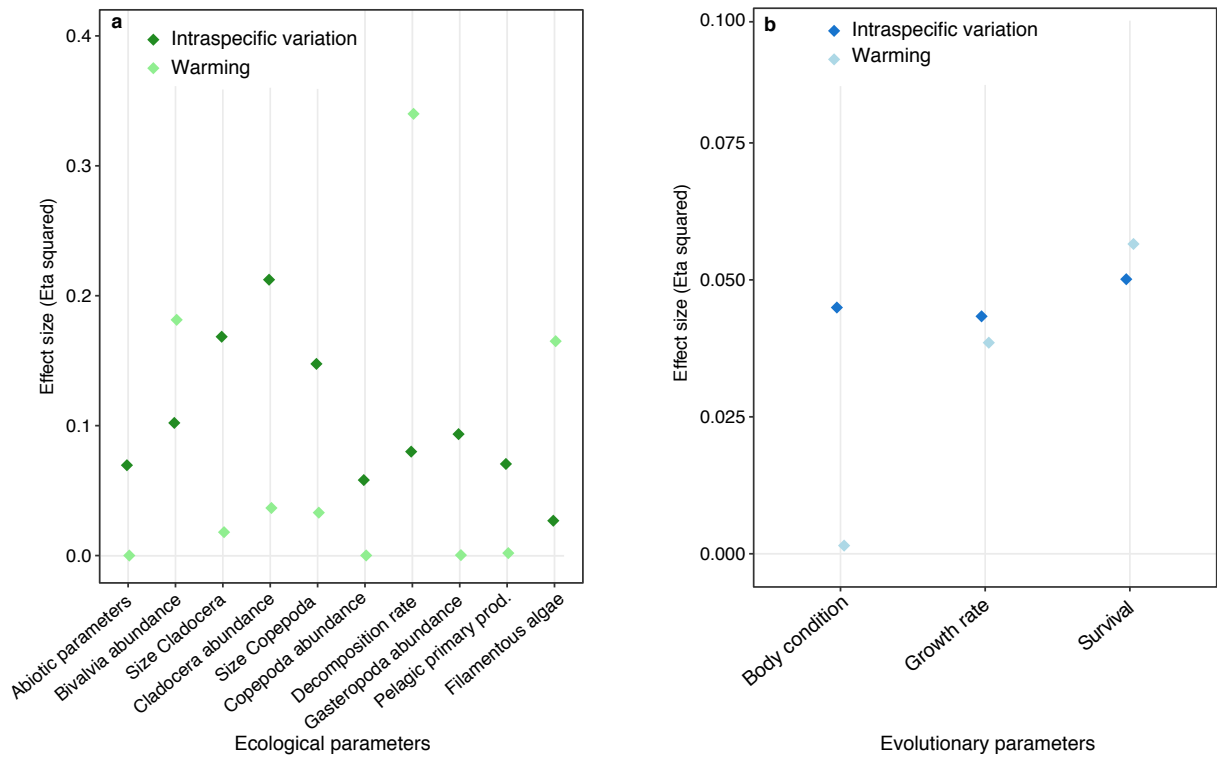 a
Intraspecific variation
Warming
0.4
0.3
0.2
0.1
0.0
Effect size (Eta squared)
Abiotic parameters
Bivalvia abundance
Size Cladocera
Cladocera abundance
Size Copepoda
Copepoda abundance
Decomposition rate
Gasteropoda abundance
Pelagic primary prod.
Filamentous algae
Ecological parameters
b
Intraspecific variation
Warming
0.100
0.075
0.050
0.025
0.000
Effect size (Eta squared)
Body condition
Growth rate
Survival
Evolutionary parameters